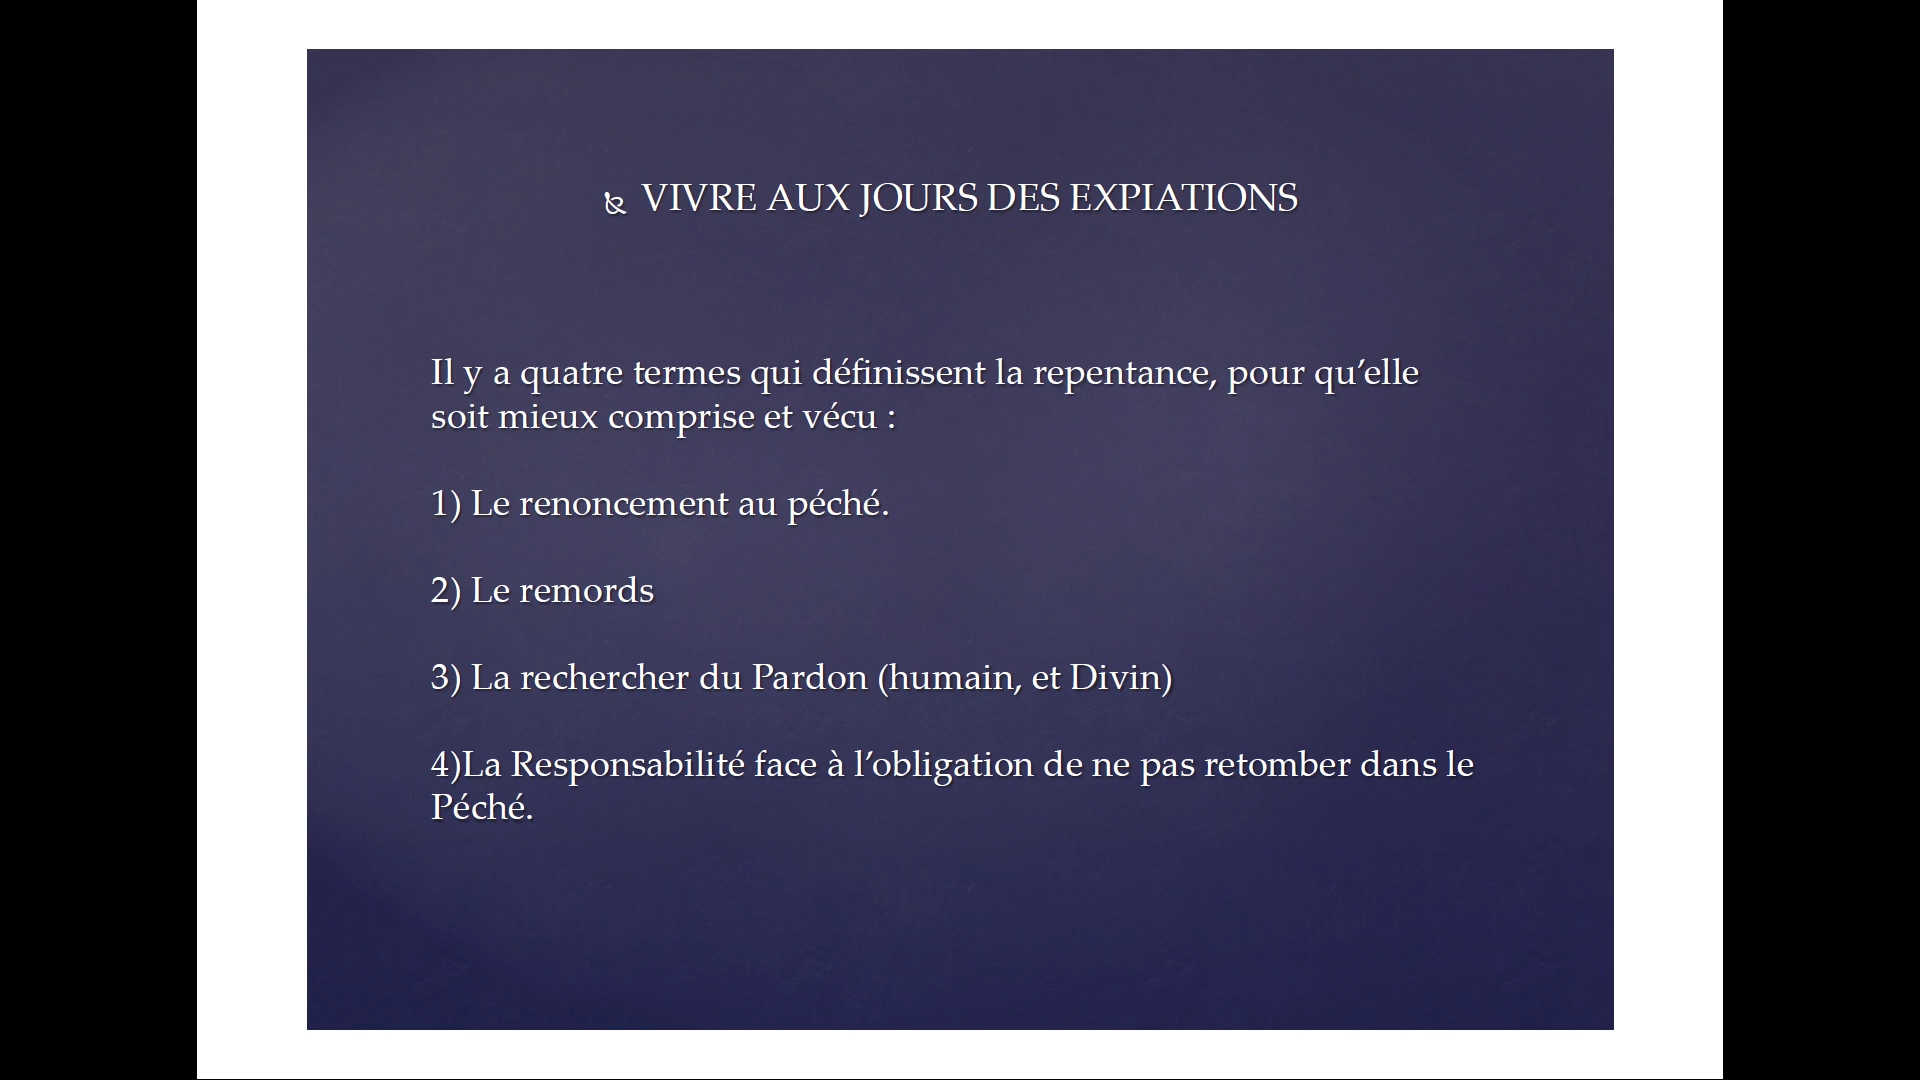 VIVRE AUX JOURS DES EXPIATIONS
Il y a quatre termes qui définissent la repentance, pour qu’elle
soit mieux comprise et vécu :
1) Le renoncement au péché.
2) Le remords
3) La rechercher du Pardon (humain, et Divin)
4)La Responsabilité face à l’obligation de ne pas retomber dans le
Péché.